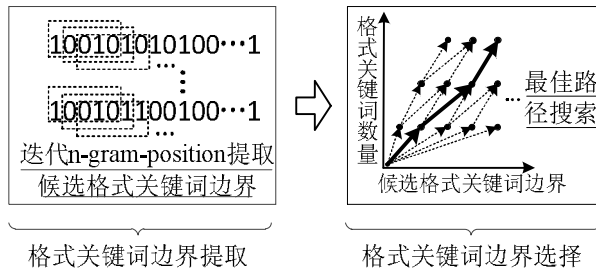 100101010100…1
…
⋮
100101100100…1
…
迭代n-gram-position提取
候选格式关键词边界
格式关键词边界提取
格式关键词数量
… 最佳路
径搜索
候选格式关键词边界
格式关键词边界选择